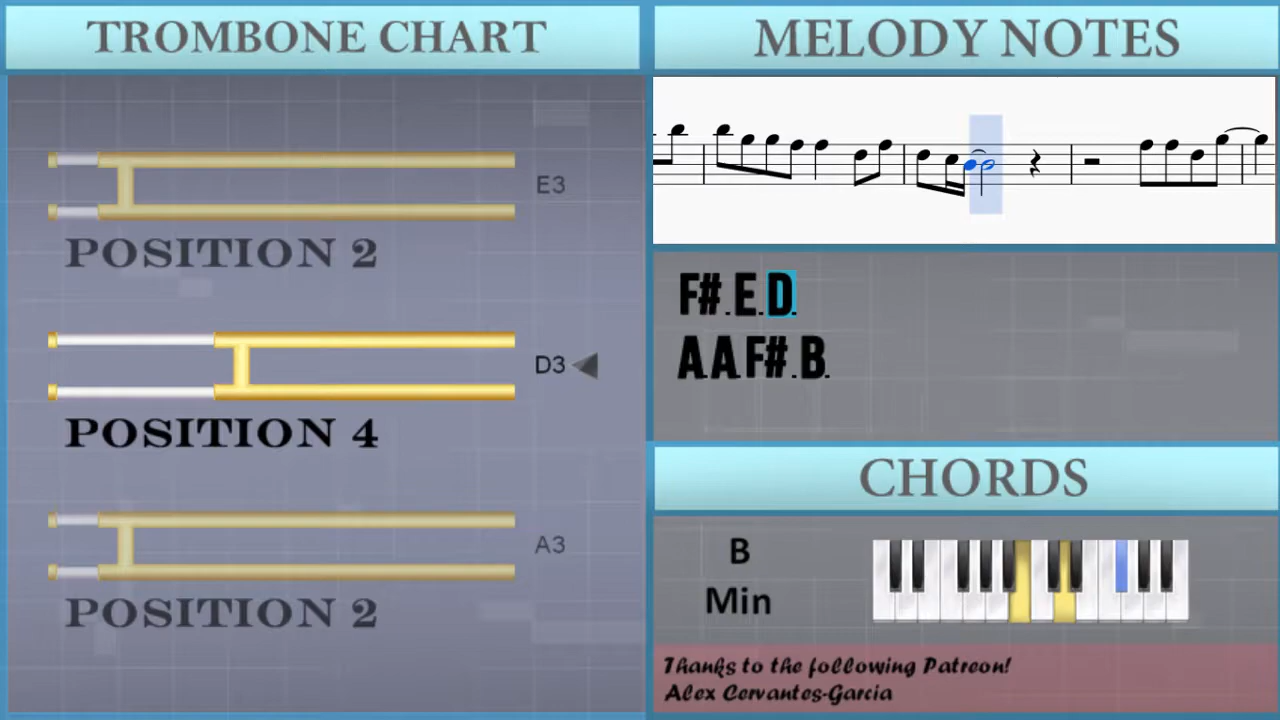 TROMBONE CHART
E3
POSITION 2
D3
POSITION 4
A3
POSITION 2
MELODY NOTES
F#.E.D.
A.A.F#.B.
CHORDS
B
Min
Thanks to the following Patreon!
Alex Cervantes-Garcia